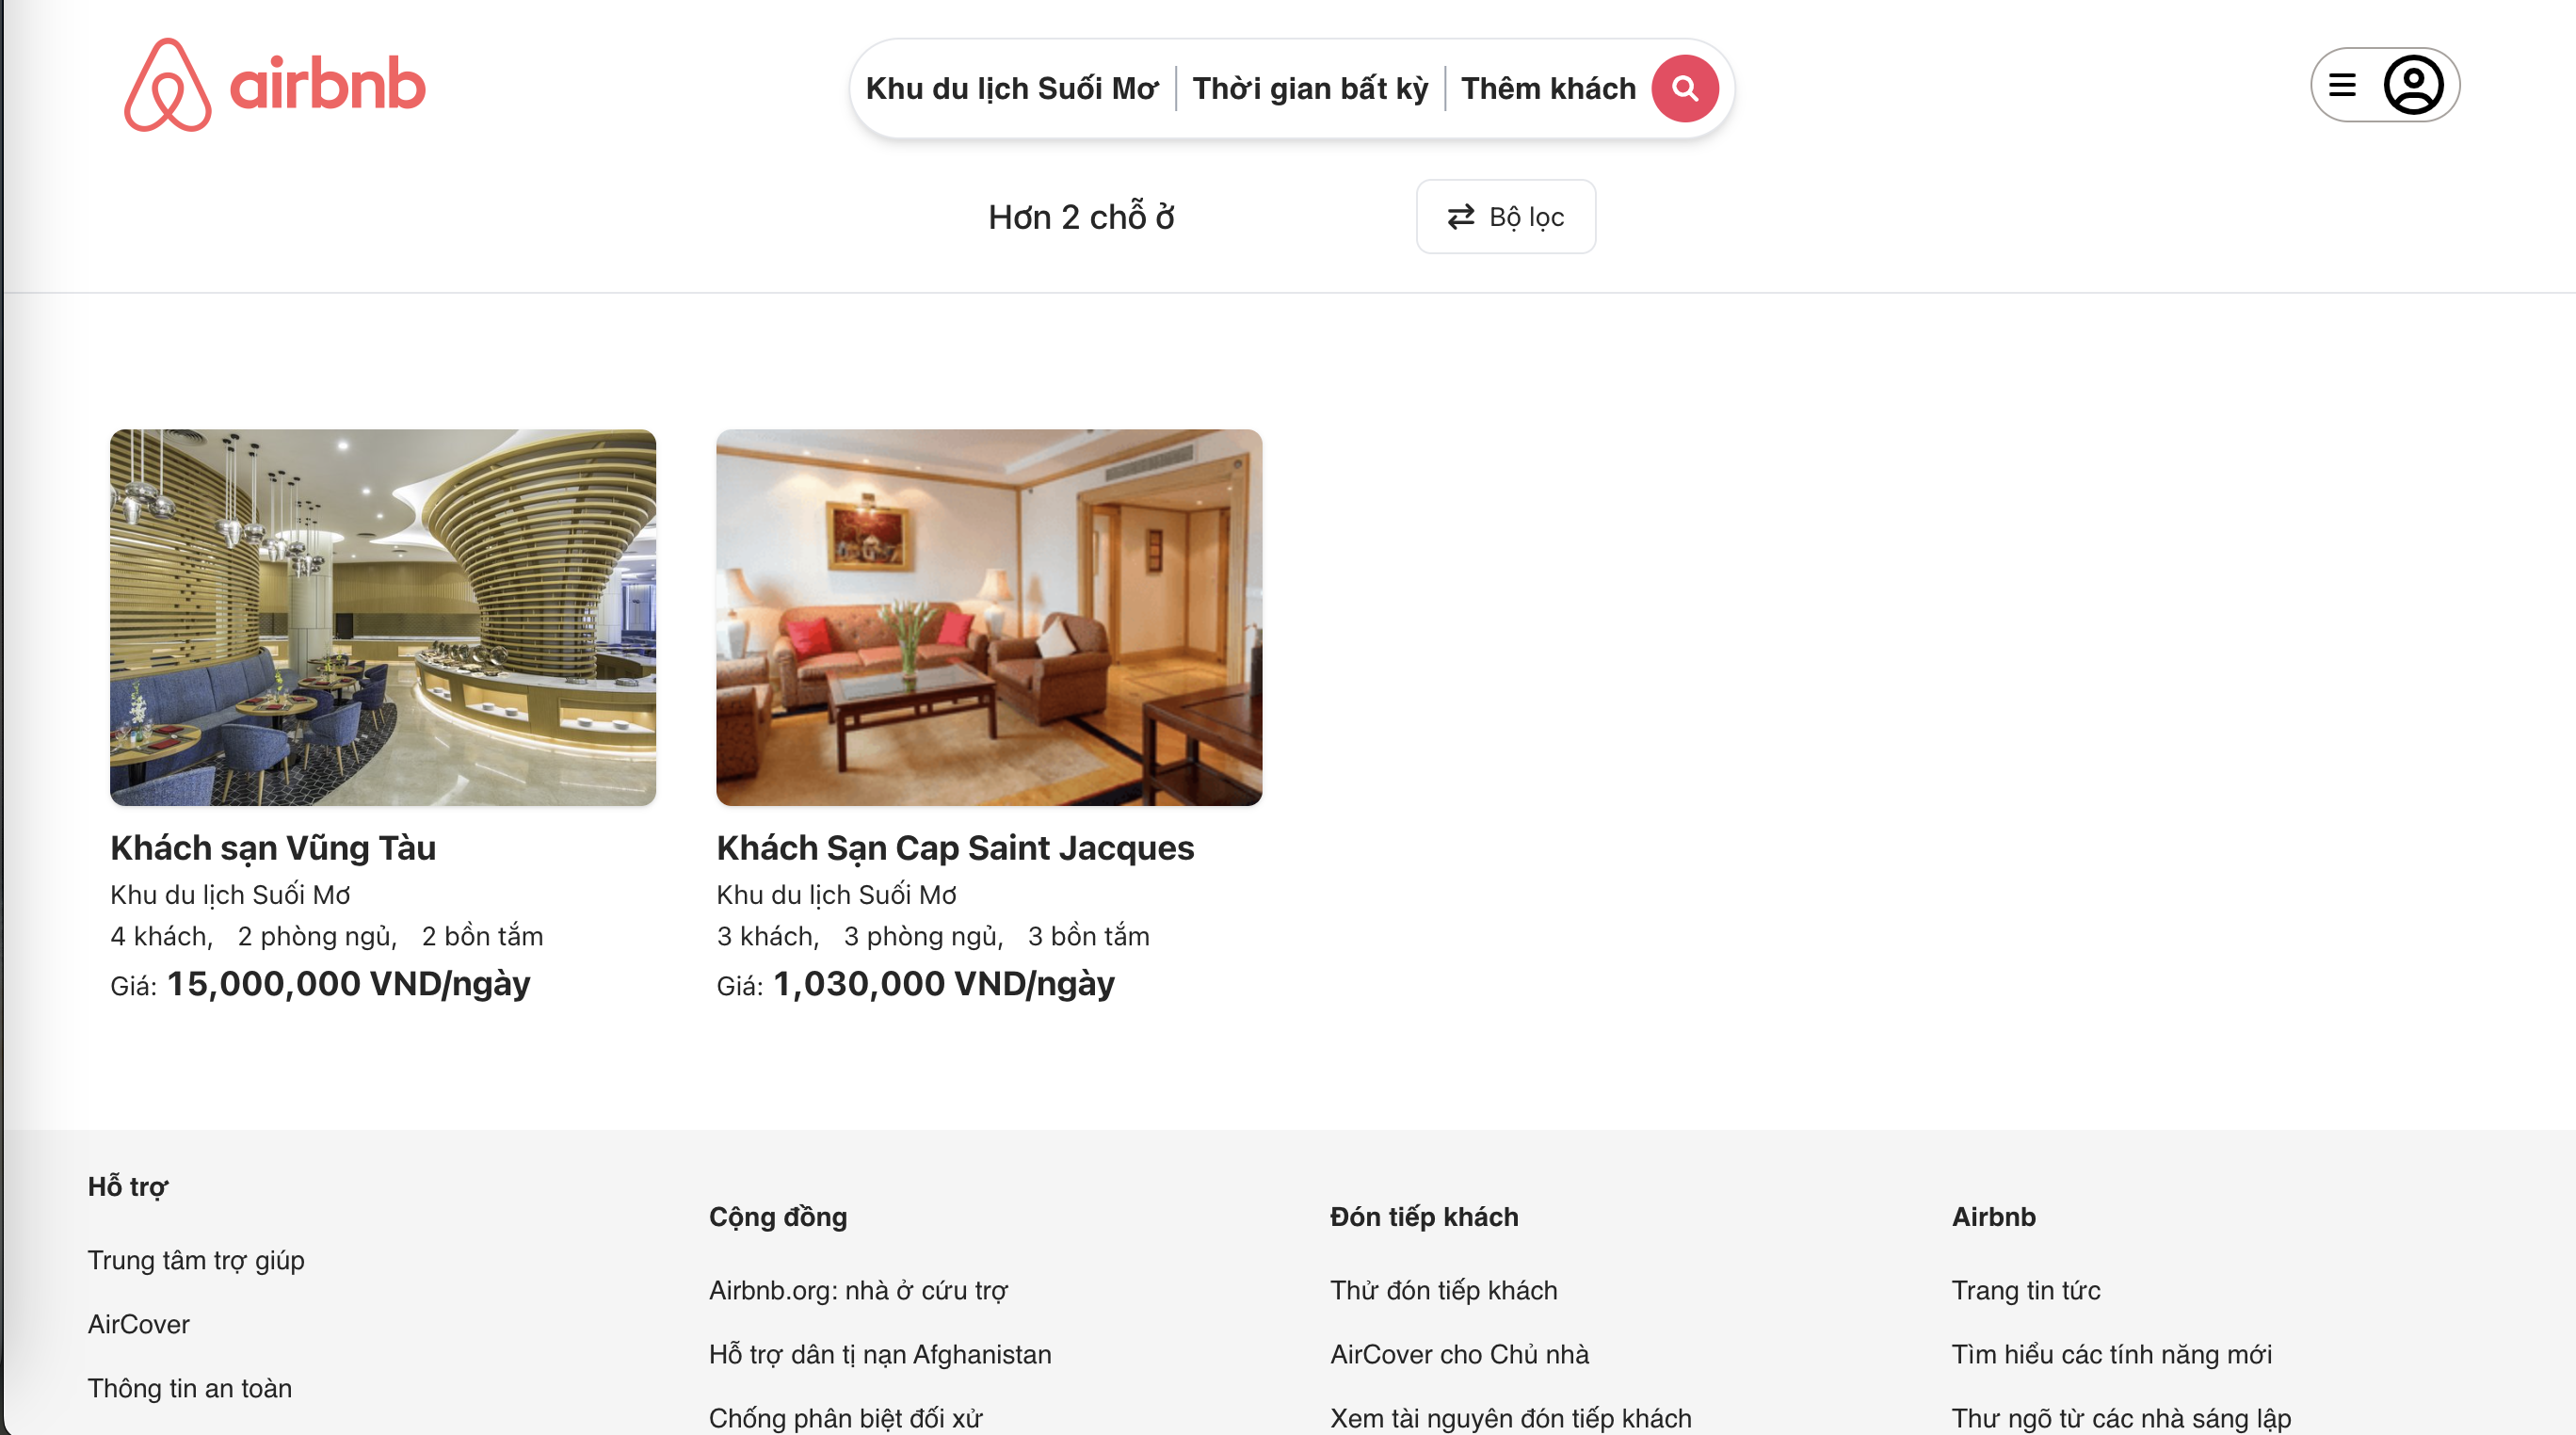 airbnb
Khu du lịch Suối Mơ Thời gian bất kỳ Thêm khách
Hơn 2 chỗ ở
Bộ lọc
Khách sạn Vũng Tàu
Khu du lịch Suối Mơ
4 khách, 2 phòng ngủ, 2 bồn tắm
Giá: 15,000,000 VND/ngày
Khách Sạn Cap Saint Jacques
Khu du lịch Suối Mơ
3 khách, 3 phòng ngủ, 3 bồn tắm
Giá: 1,030,000 VND/ngày
Hỗ trợ
Trung tâm trợ giúp
AirCover
Thông tin an toàn
Cộng đồng
Airbnb.org: nhà ở cứu trợ
Hỗ trợ dân tị nạn Afghanistan
Chống phân biệt đối xử
Đón tiếp khách
Thử đón tiếp khách
AirCover cho Chủ nhà
Xem tài nguyên đón tiếp khách
Airbnb
Trang tin tức
Tìm hiểu các tính năng mới
Thư ngõ từ các nhà sáng lập